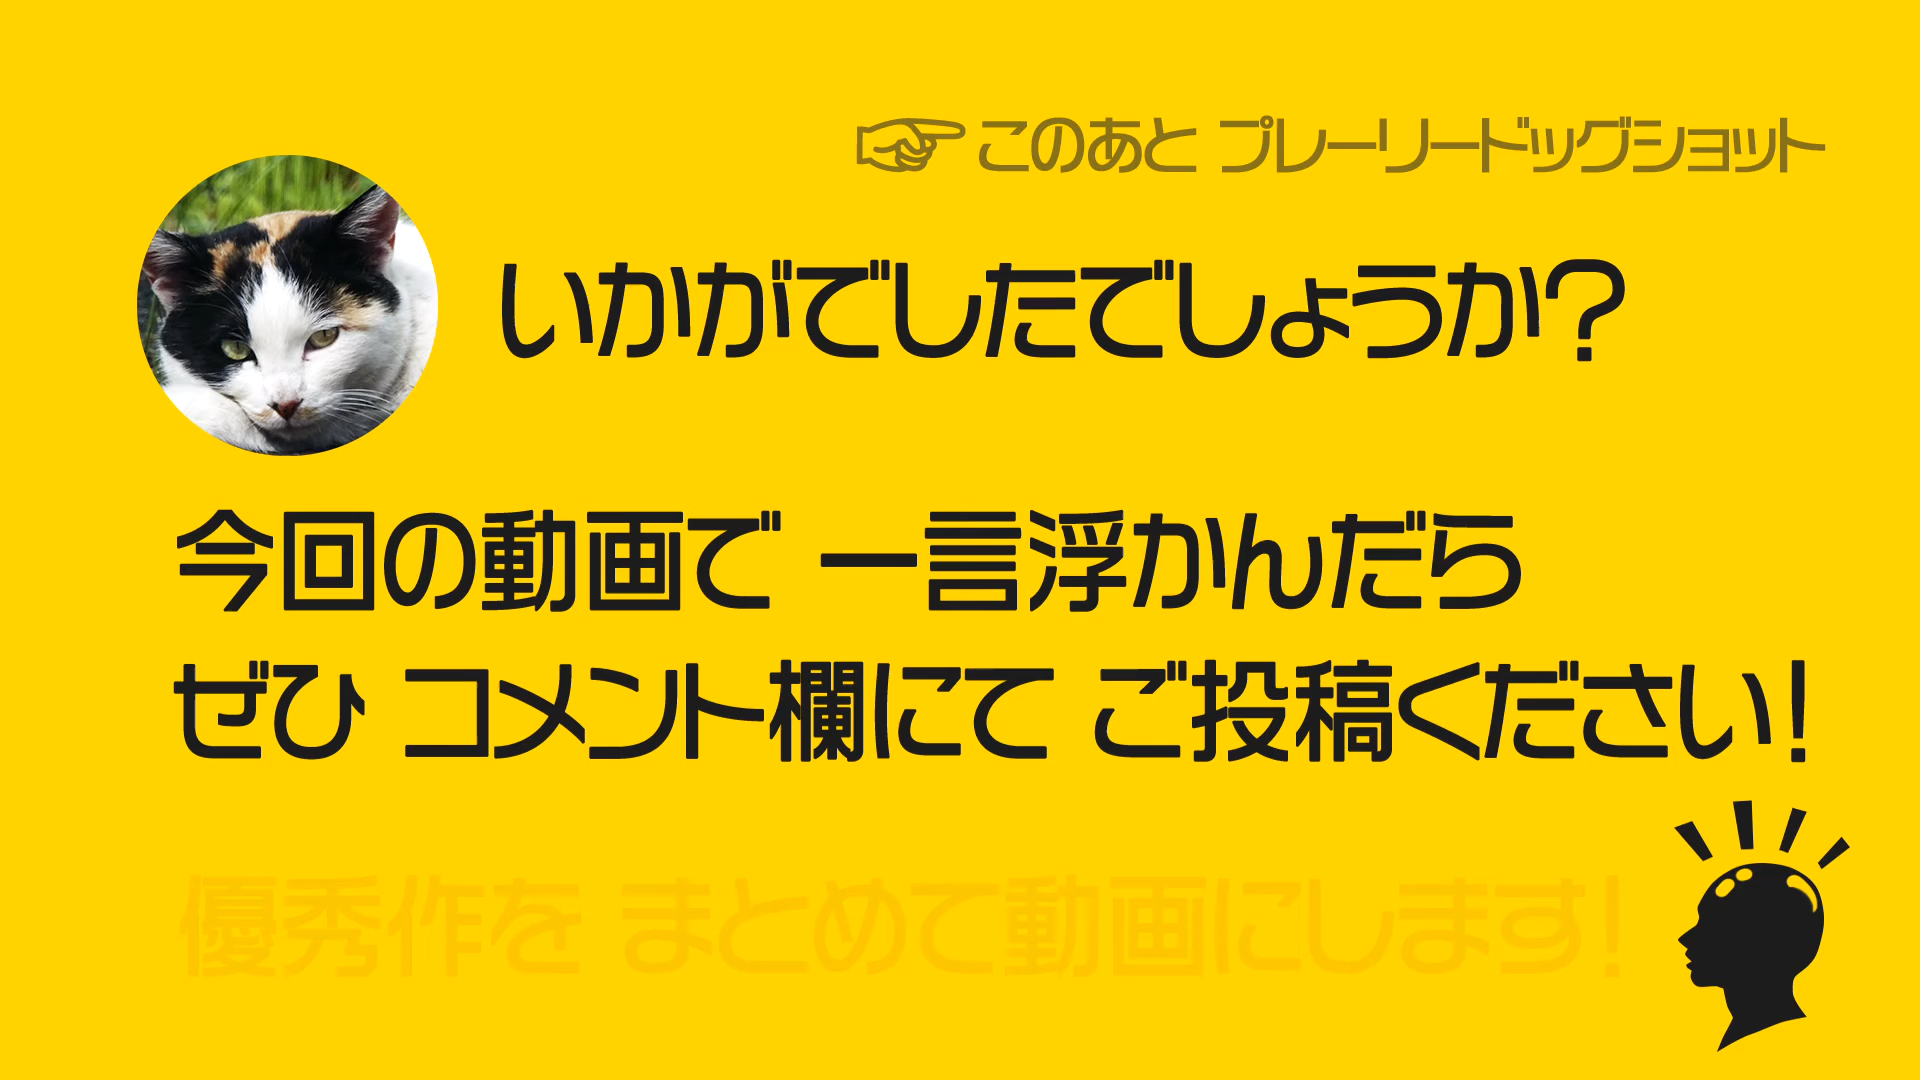 ☞このあと プレーリードッグショット
いかがでしたでしょうか?
今回の動画で 一言浮かんだら
ぜひ コメント欄にて ご投稿ください!
優秀作を まとめて動画にします!